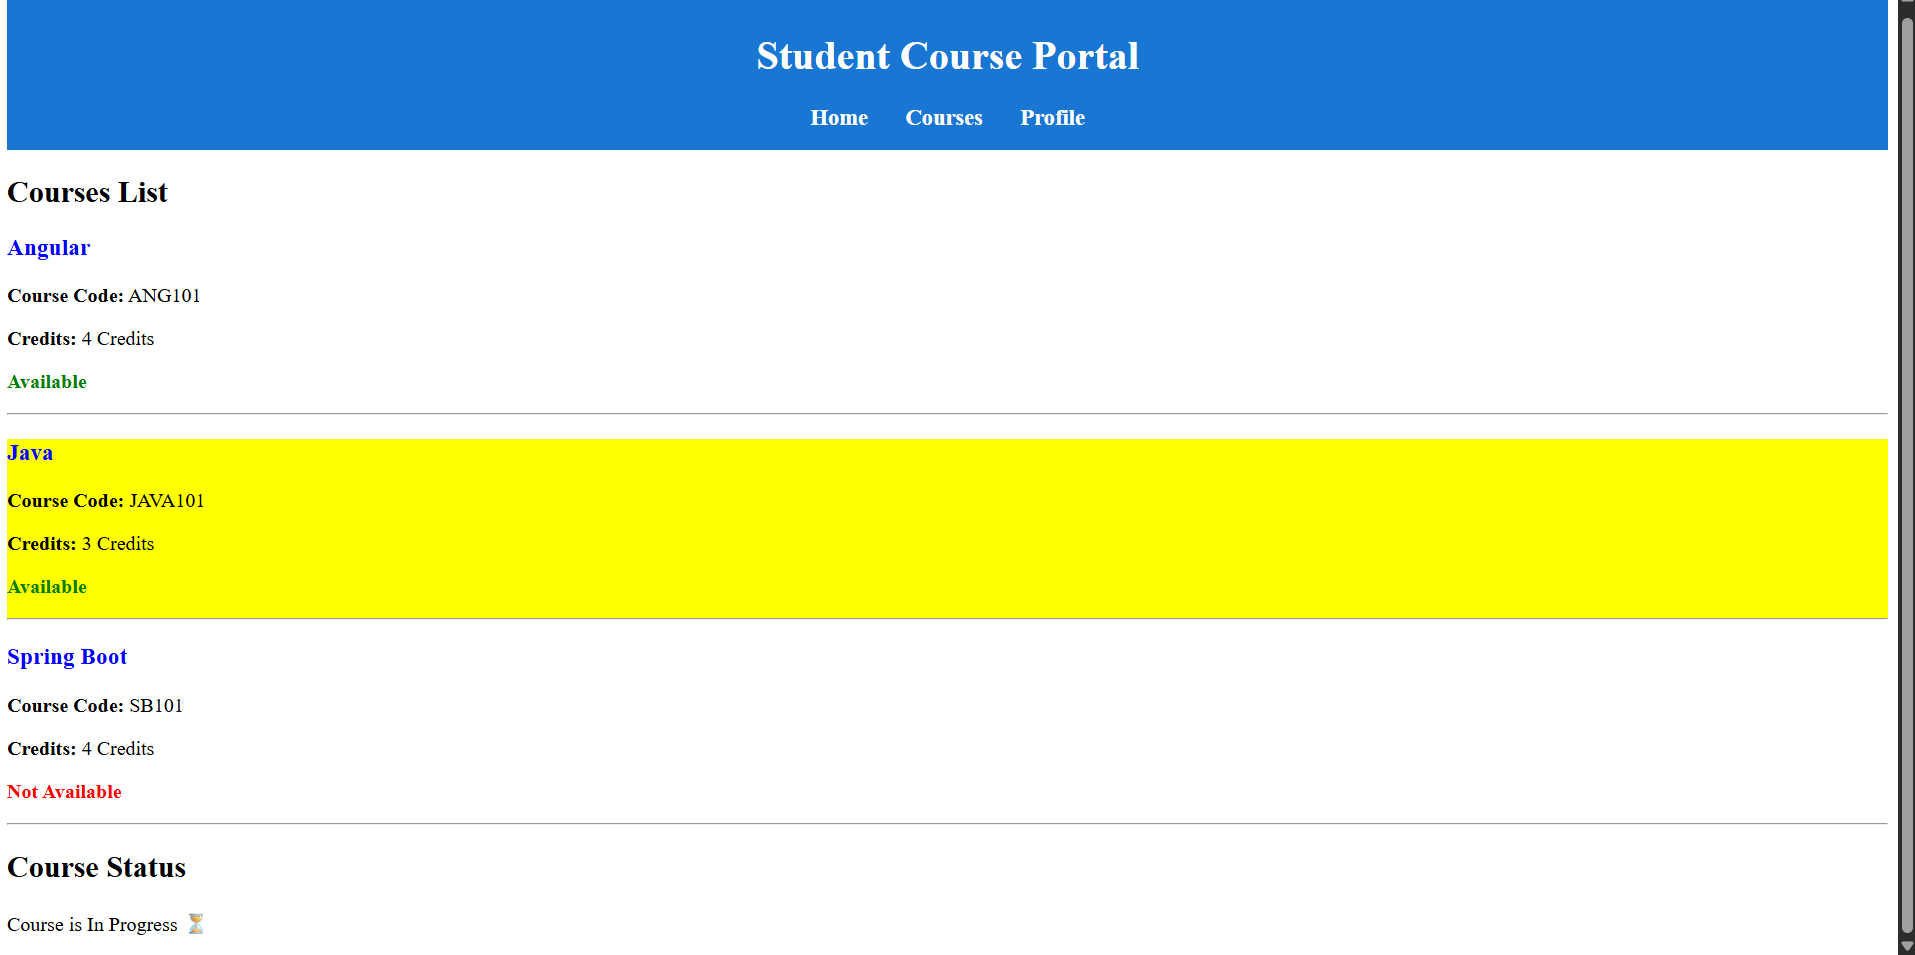 Student Course Portal
Home Courses Profile
Courses List
Angular
Course Code: ANG101
Credits: 4 Credits
Available
Java
Course Code: JAVA101
Credits: 3 Credits
Available
Spring Boot
Course Code: SB101
Credits: 4 Credits
Not Available
Course Status
Course is In Progress ⏳